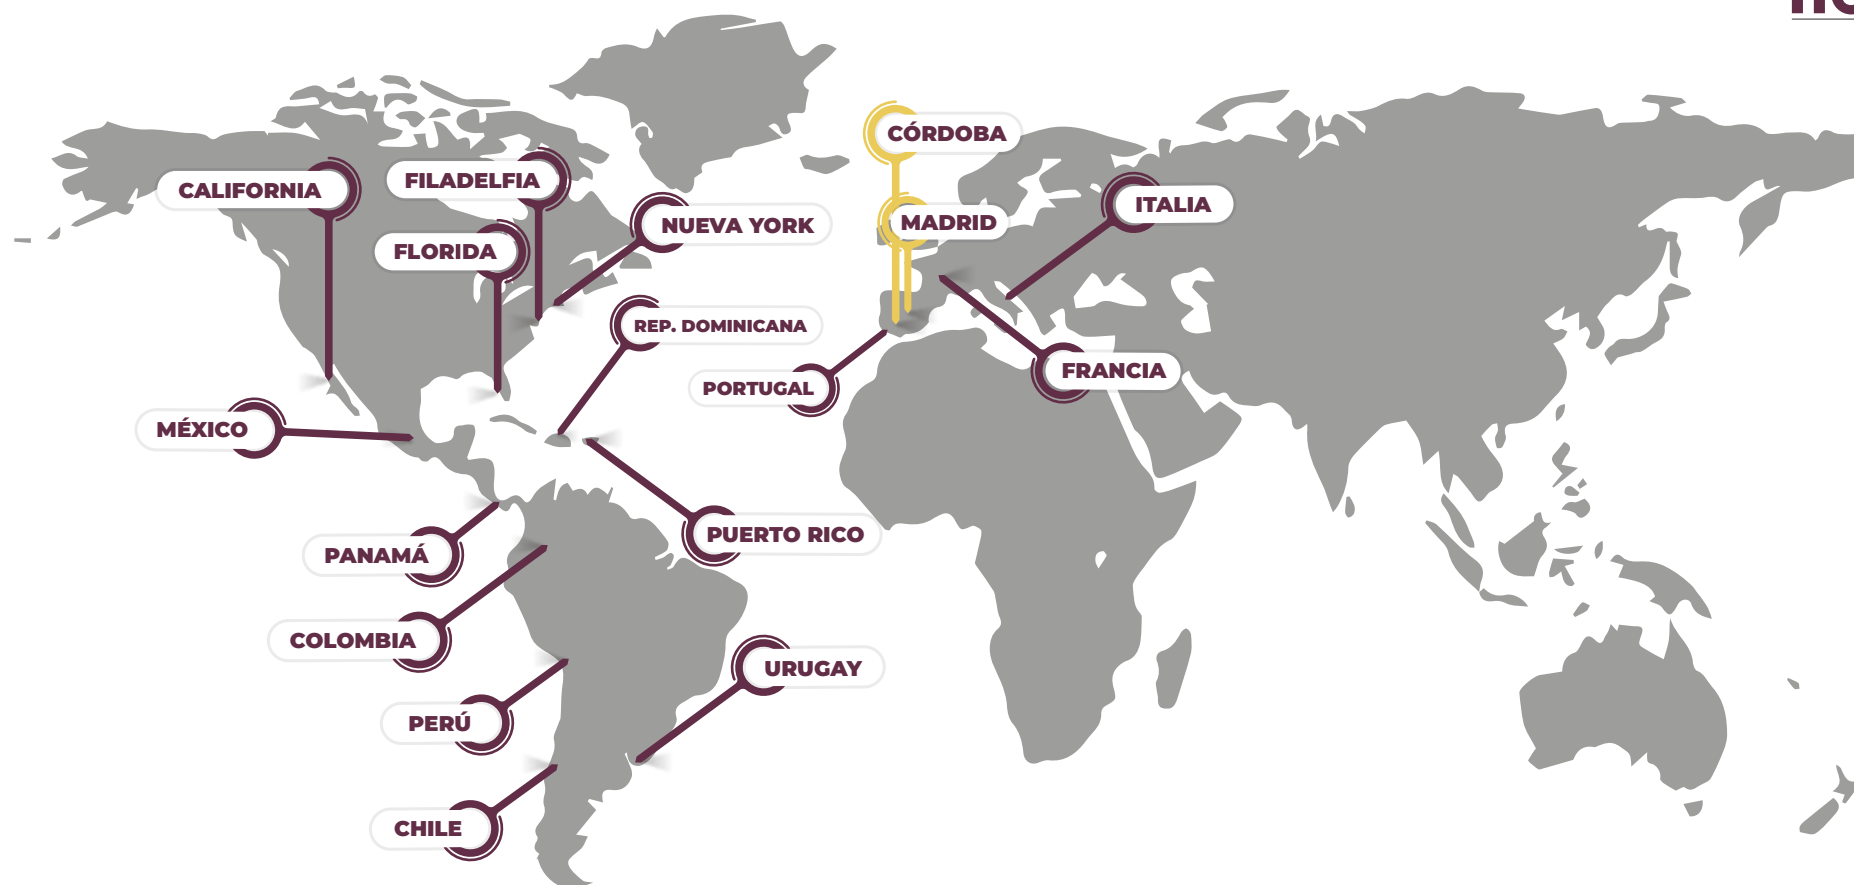 CÓRDOBA
CALIFORNIA
FILADELFIA
MADRID
ITALIA
NUEVA YORK
FLORIDA
REP. DOMINICANA
PORTUGAL
FRANCIA
MÉXICO
PUERTO RICO
PANAMÁ
COLOMBIA
URUGAY
PERÚ
CHILE